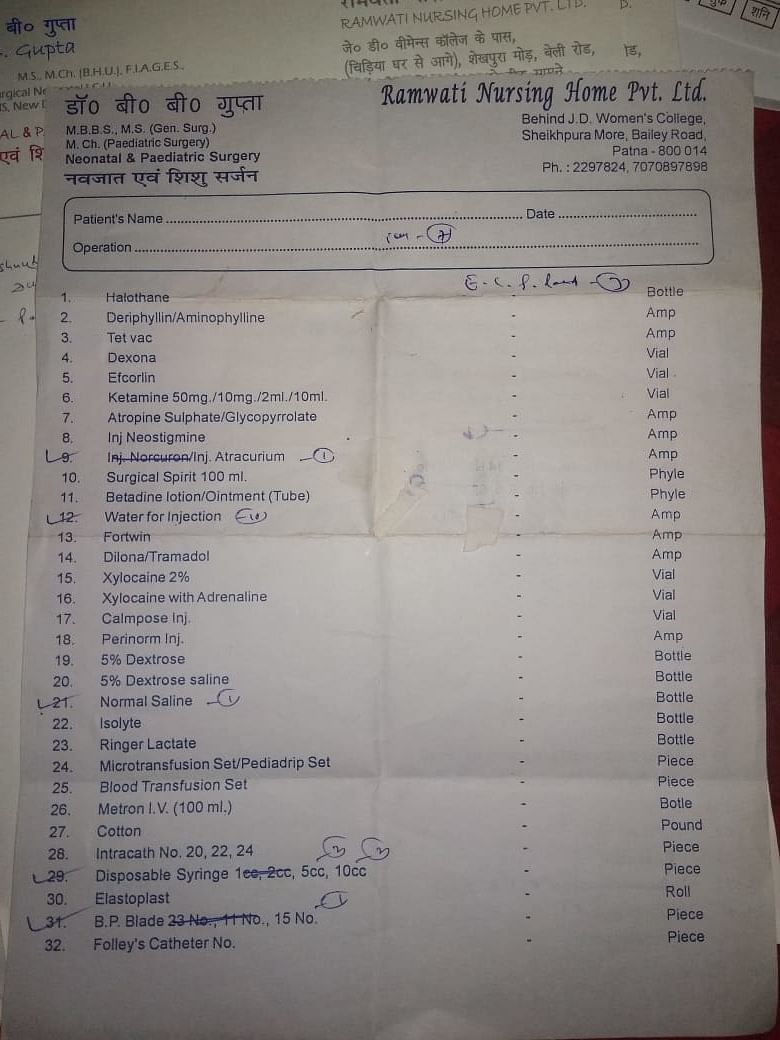 बी० गुप्ता
Gupta
M.S., M.Ch. (B.H.U.), F.I.A.G.E.S..
RAMWATI NURSING HOME PVT. LTD.
जे० डी० वीमेन्स कॉलेज के पास,
(चिड़िया घर से आगे), शेखपुरा मोड़, बेली रोड,
शनि
डॉ० बी० बी० गुप्ता
M.B.B.S., M.S. (Gen. Surg.)
M. Ch. (Paediatric Surgery)
Neonatal & Paediatric Surgery
नवजात एवं शिशु सर्जन
Ramwati Nursing Home Pvt. Ltd.
Behind J.D. Women's College,
Sheikhpura More, Bailey Road,
Patna - 800 014
Ph. : 2297824, 7070897898
Patient's Name Date
Operation
1. Halothane - Bottle
2. Deriphyllin/Aminophylline - Amp
3. Tet vac - Amp
4. Dexona - Vial
5. Efcorlin - Vial
6. Ketamine 50mg./10mg./2ml./10ml. - Vial
7. Atropine Sulphate/Glycopyrrolate - Amp
8. Inj Neostigmine - Amp
9. Inj. Norcuron/Inj. Atracurium 1 - Amp
10. Surgical Spirit 100 ml. - Phyle
11. Betadine lotion/Ointment (Tube) - Phyle
12. Water for Injection 10 - Amp
13. Fortwin - Amp
14. Dilona/Tramadol - Amp
15. Xylocaine 2% - Vial
16. Xylocaine with Adrenaline - Vial
17. Calmpose Inj. - Vial
18. Perinorm Inj. - Amp
19. 5% Dextrose - Bottle
20. 5% Dextrose saline - Bottle
21. Normal Saline 1 - Bottle
22. Isolyte - Bottle
23. Ringer Lactate - Bottle
24. Microtransfusion Set/Pediadrip Set - Piece
25. Blood Transfusion Set - Piece
26. Metron I.V. (100 ml.) - Botle
27. Cotton - Pound
28. Intracath No. 20, 22, 24 - Piece
29. Disposable Syringe 1cc, 2cc, 5cc, 10cc - Piece
30. Elastoplast - Roll
31. B.P. Blade 23 No., 11 No., 15 No. 1 - Piece
32. Folley's Catheter No. - Piece